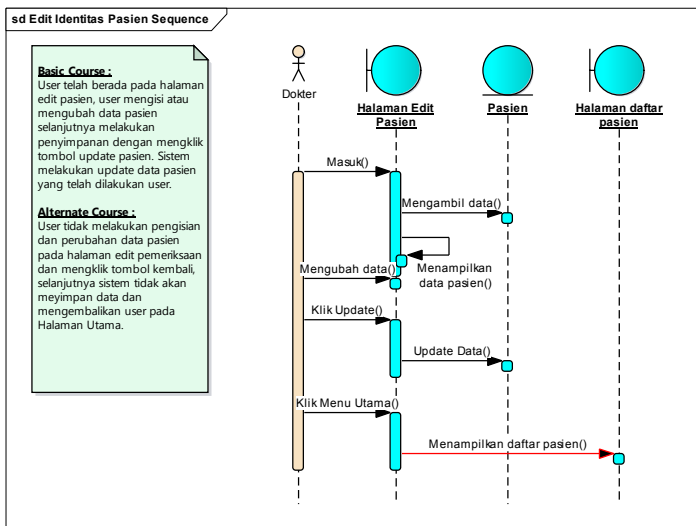 sd Edit Identitas Pasien Sequence
Basic Course :
User telah berada pada halaman
edit pasien, user mengisi atau
mengubah data pasien
selanjutnya melakukan
penyimpanan dengan mengklik
tombol update pasien. Sistem
melakukan update data pasien
yang telah dilakukan user.
Alternate Course :
User tidak melakukan pengisian
dan perubahan data pasien
pada halaman edit pemeriksaan
dan mengklik tombol kembali,
selanjutnya sistem tidak akan
meyimpan data dan
mengembalikan user pada
Halaman Utama.
Dokter
Halaman Edit
Pasien
Pasien
Halaman daftar
pasien
Masuk()
Mengambil data()
Menampilkan
data pasien()
Mengubah data()
Klik Update()
Update Data()
Klik Menu Utama()
Menampilkan daftar pasien()